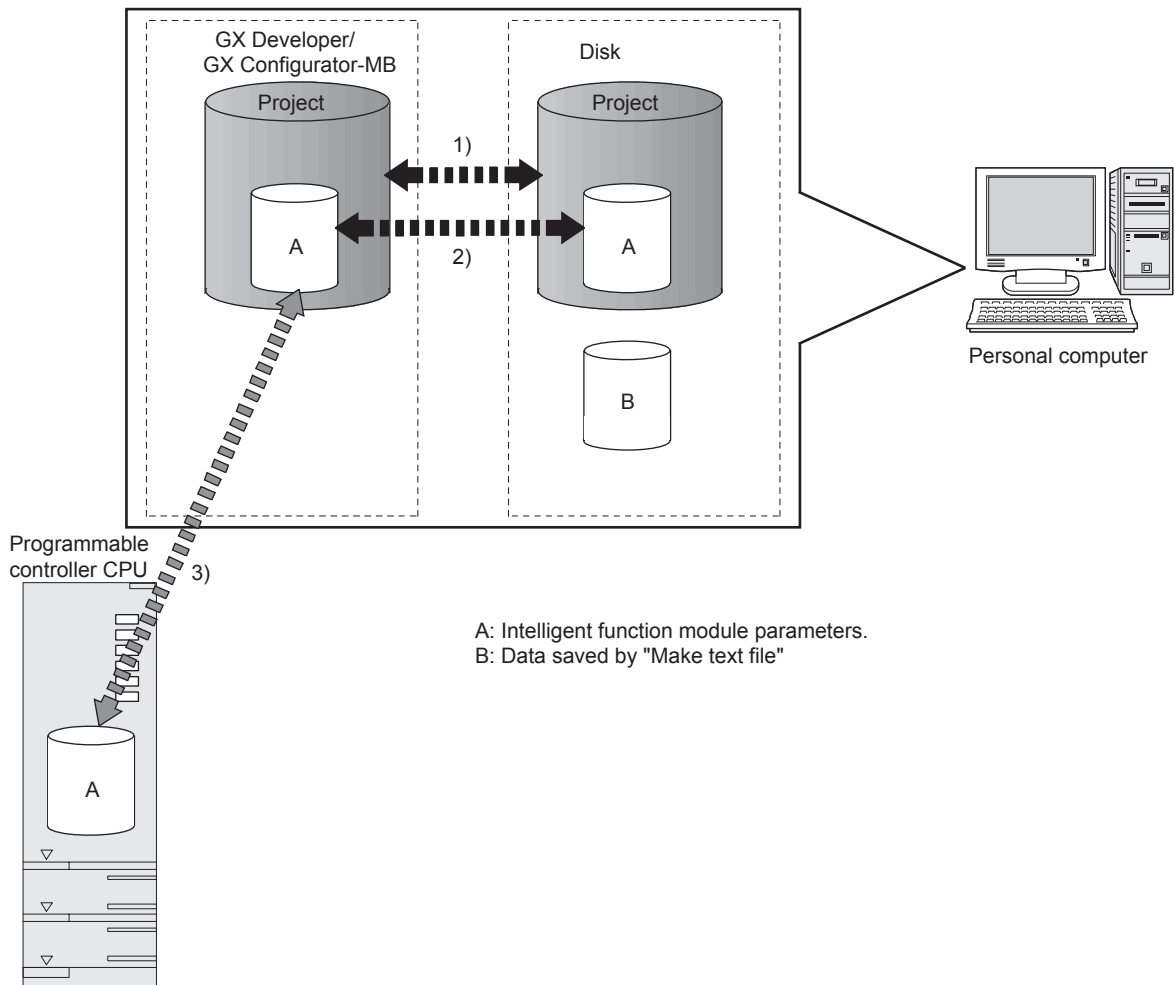 GX Developer/
GX Configurator-MB
Disk
Project
Project
1)
A
2)
A
B
Personal computer
Programmable
controller CPU
3)
A: Intelligent function module parameters.
B: Data saved by "Make text file"
A